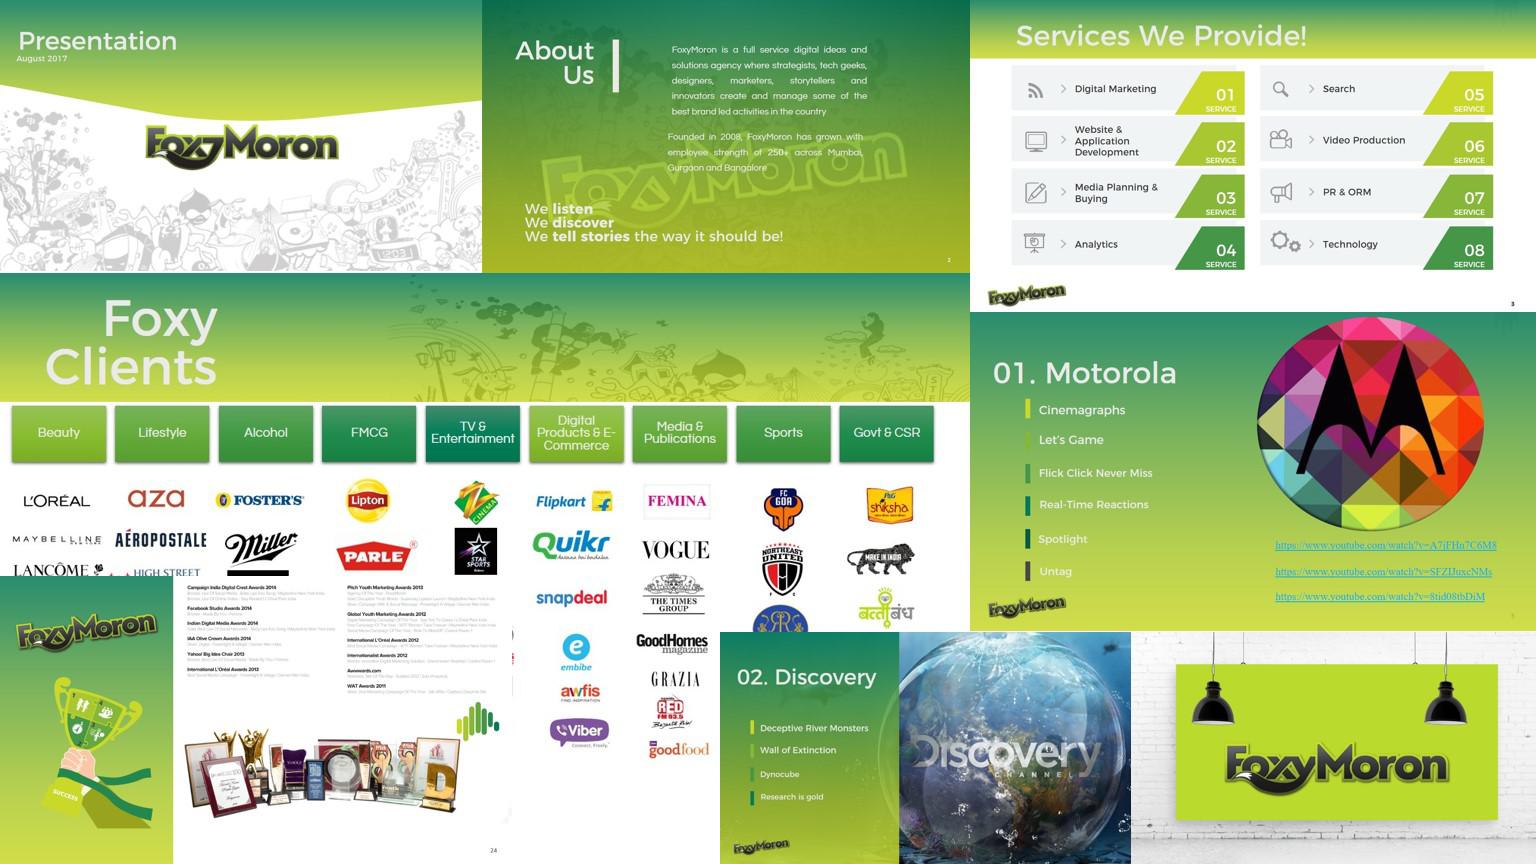 Presentation
August 2017
FoxyMoron
About
Us
FoxyMoron is a full service digital ideas and
solutions agency where strategists, tech geeks,
designers, marketers, storytellers and
innovators create and manage some of the
best brand led activities in the country
Founded in 2008, FoxyMoron has grown with
employee strength of 250+ across Mumbai,
Gurgaon and Bangalore
FoxyMoron
We listen
We discover
We tell stories the way it should be!
2
Services We Provide!
Digital Marketing
01
SERVICE
Website &
Application
Development
02
SERVICE
Media Planning &
Buying
03
SERVICE
Analytics
04
SERVICE
Search
05
SERVICE
Video Production
06
SERVICE
PR & ORM
07
SERVICE
Technology
08
SERVICE
FoxyMoron
3
Foxy
Clients
Beauty
Lifestyle
Alcohol
FMCG
TV &
Entertainment
Digital
Products & E-
Commerce
Media &
Publications
Sports
Govt & CSR
L'ORÉAL
MAYBELLINE
LANCÔME
aza
AÉROPOSTALE
HIGH STREET
FOSTER'S
Miller
Lipton
PARLE
CINEMA
STAR
SPORTS
Flipkart
Quikr
snapdeal
embibe
awfis
FIND INSPIRATION
Viber
Connect. Freely.
FEMINA
VOGUE
THE TIMES
GROUP
GoodHomes
magazine
GRAZIA
RED
FM 93.5
goodfood
FC
GOA
NORTHEAST
UNITED
P&G
shiksha
MAKE IN INDIA
बत्तीबंध
01. Motorola
Cinemagraphs
Let's Game
Flick Click Never Miss
Real-Time Reactions
Spotlight
Untag
https://www.youtube.com/watch?v=A7jFHn7C6M8
https://www.youtube.com/watch?v=SFZIJuxcNMs
https://www.youtube.com/watch?v=8tid08tbDiM
FoxyMoron
FoxyMoron
SUCCESS
Campaign India Digital Crest Awards 2014
Facebook Studio Awards 2014
Indian Digital Media Awards 2014
IAA Olive Crown Awards 2014
Yahoo! Big Idea Chair 2013
International L'Oréal Awards 2013
Pitch Youth Marketing Awards 2013
Global Youth Marketing Awards 2012
International L'Oréal Awards 2012
Internationalist Awards 2012
Awwwards.com
WAT Awards 2011
24
02. Discovery
Deceptive River Monsters
Wall of Extinction
Dynocube
Research is gold
FoxyMoron
Discovery
CHANNEL
FoxyMoron